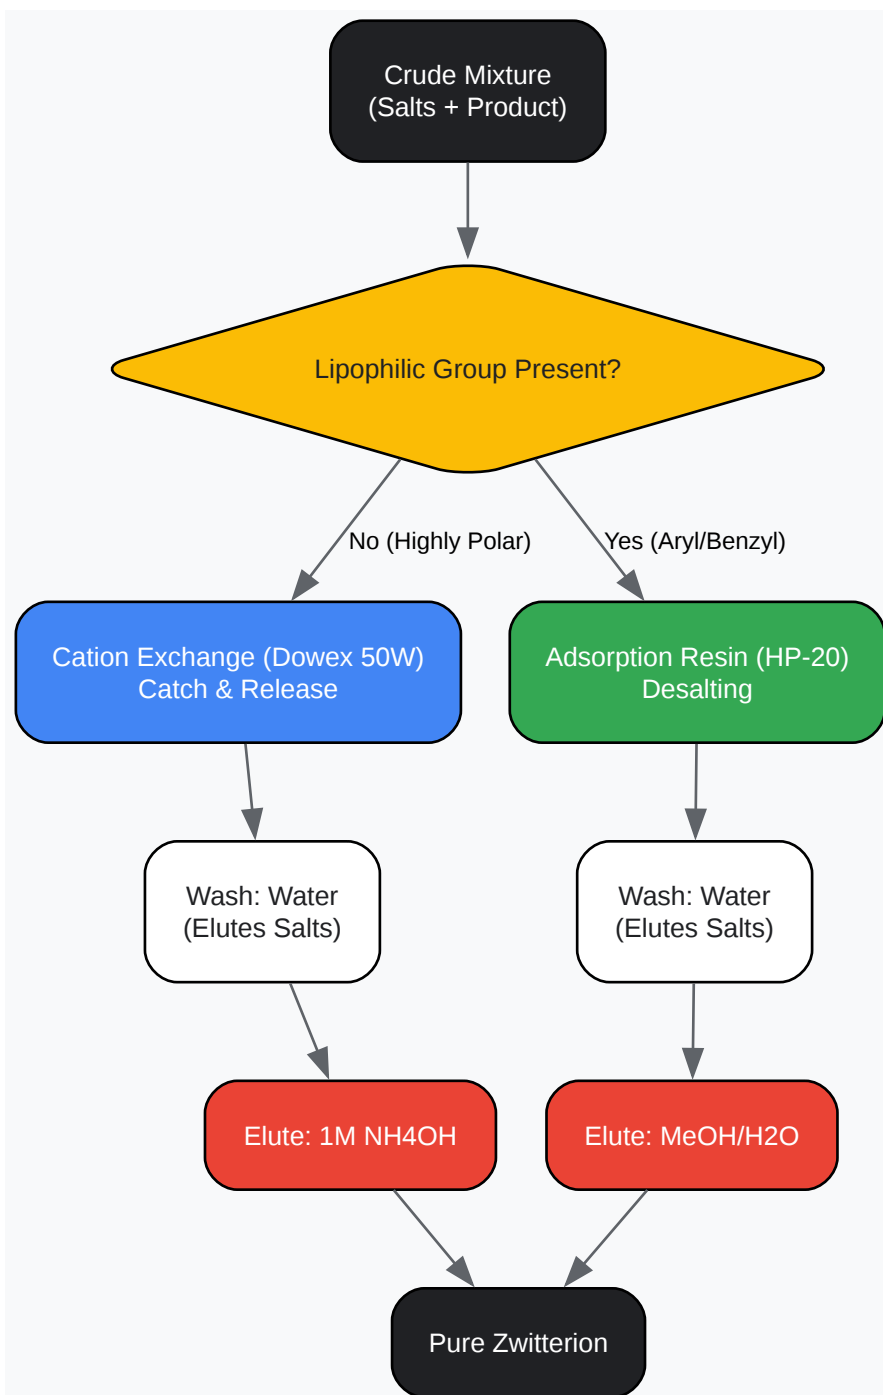 Crude Mixture
(Salts + Product)
Lipophilic Group Present?
No (Highly Polar)
Yes (Aryl/Benzyl)
Cation Exchange (Dowex 50W)
Catch & Release
Adsorption Resin (HP-20)
Desalting
Wash: Water
(Elutes Salts)
Wash: Water
(Elutes Salts)
Elute: 1M NH4OH
Elute: MeOH/H2O
Pure Zwitterion